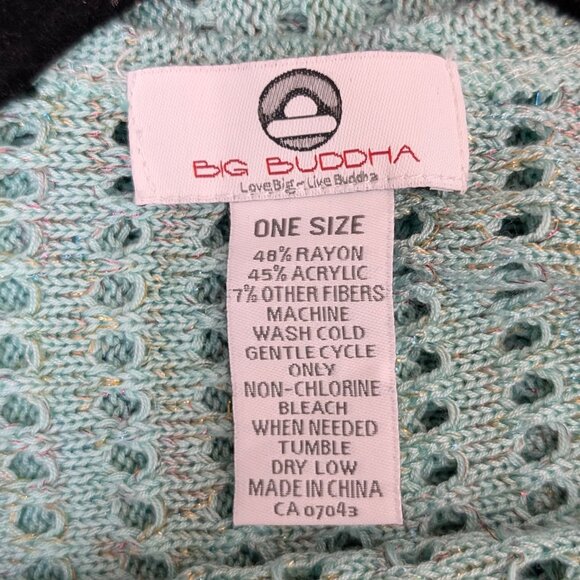 BIG BUDDHA
Love Big ~ Live Buddha
ONE SIZE
48% RAYON
45% ACRYLIC
7% OTHER FIBERS
MACHINE
WASH COLD
GENTLE CYCLE
ONLY
NON-CHLORINE
BLEACH
WHEN NEEDED
TUMBLE
DRY LOW
MADE IN CHINA
CA 07043